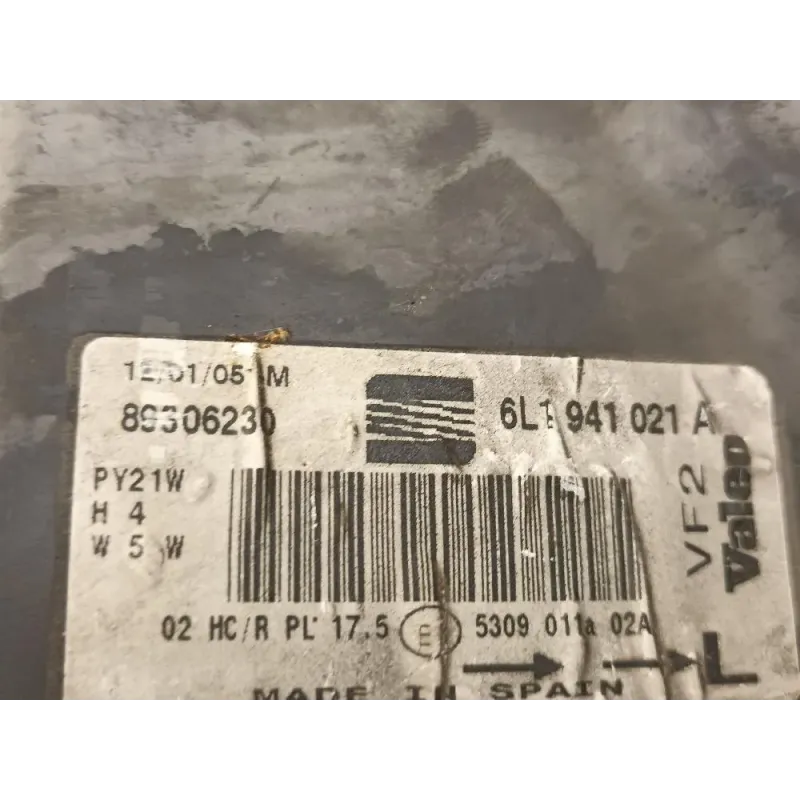 12/01/05 M
89306230 6L1 941 021 A
PY21W
H 4
W 5 W
VF2
Valeo
02 HC/R PL 17.5 E 5309 011a 02A
L
MADE IN SPAIN